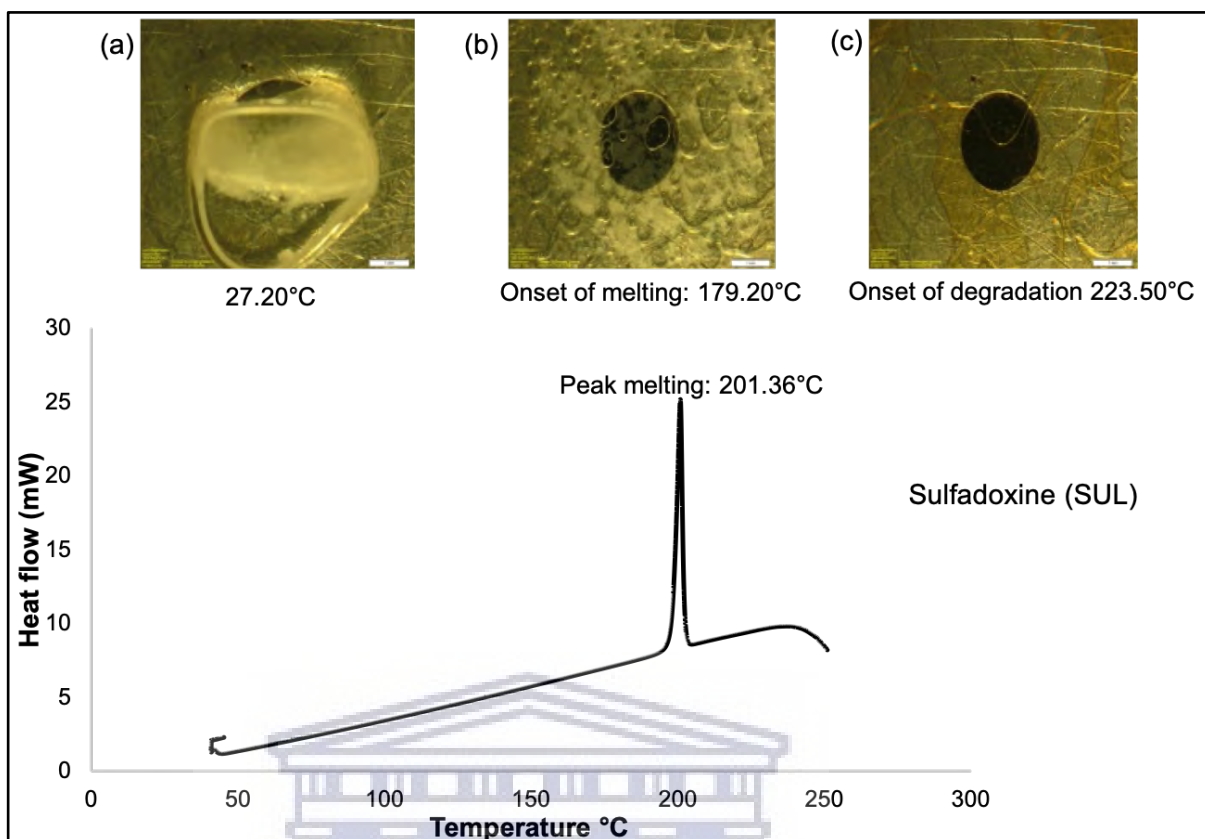 (a)
(b)
(c)
27.20°C
Onset of melting: 179.20°C
Onset of degradation 223.50°C
30
25
20
15
10
5
0
Heat flow (mW)
Peak melting: 201.36°C
Sulfadoxine (SUL)
0
50
100
150
200
250
300
Temperature °C